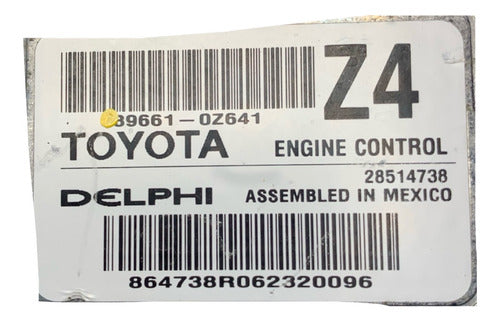 89661-0Z641
Z4
TOYOTA ENGINE CONTROL
28514738
DELPHI ASSEMBLED IN MEXICO
864738R062320096